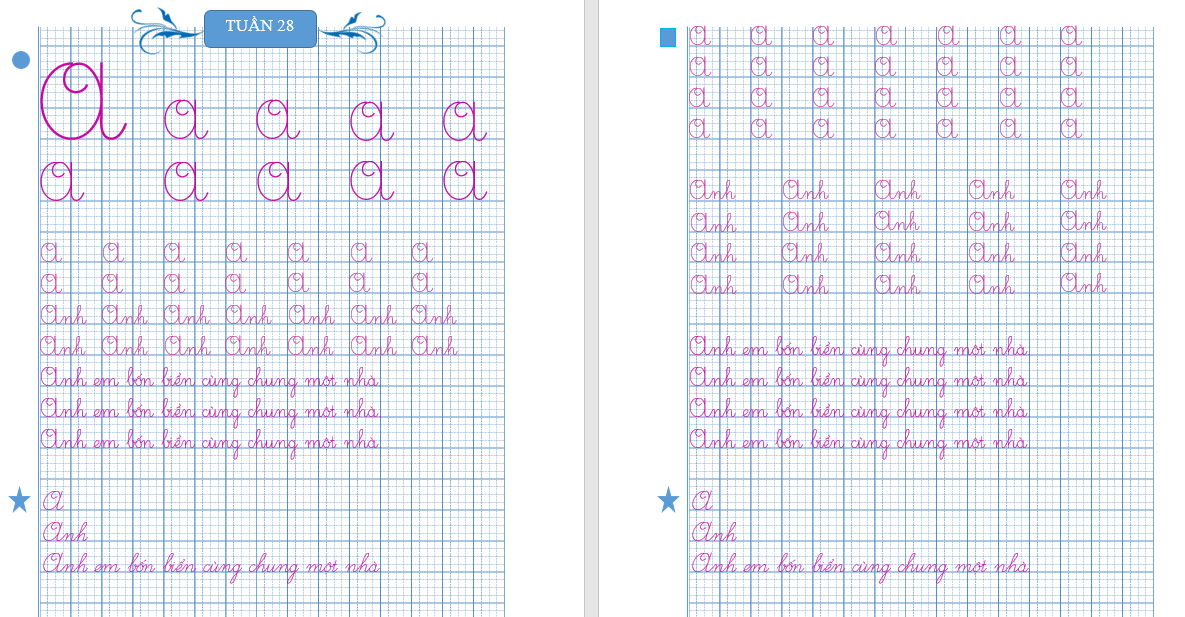 TUẦN 28
A A A A A
A A A A A
A A A A A A A
A A A A A A A
Anh Anh Anh Anh Anh Anh Anh
Anh Anh Anh Anh Anh Anh Anh
Anh em bốn biển cùng chung một nhà
Anh em bốn biển cùng chung một nhà
Anh em bốn biển cùng chung một nhà
A
Anh
Anh em bốn biển cùng chung một nhà
A A A A A A A
A A A A A A A
A A A A A A A
A A A A A A A
Anh Anh Anh Anh Anh
Anh Anh Anh Anh Anh
Anh Anh Anh Anh Anh
Anh Anh Anh Anh Anh
Anh em bốn biển cùng chung một nhà
Anh em bốn biển cùng chung một nhà
Anh em bốn biển cùng chung một nhà
Anh em bốn biển cùng chung một nhà
A
Anh
Anh em bốn biển cùng chung một nhà